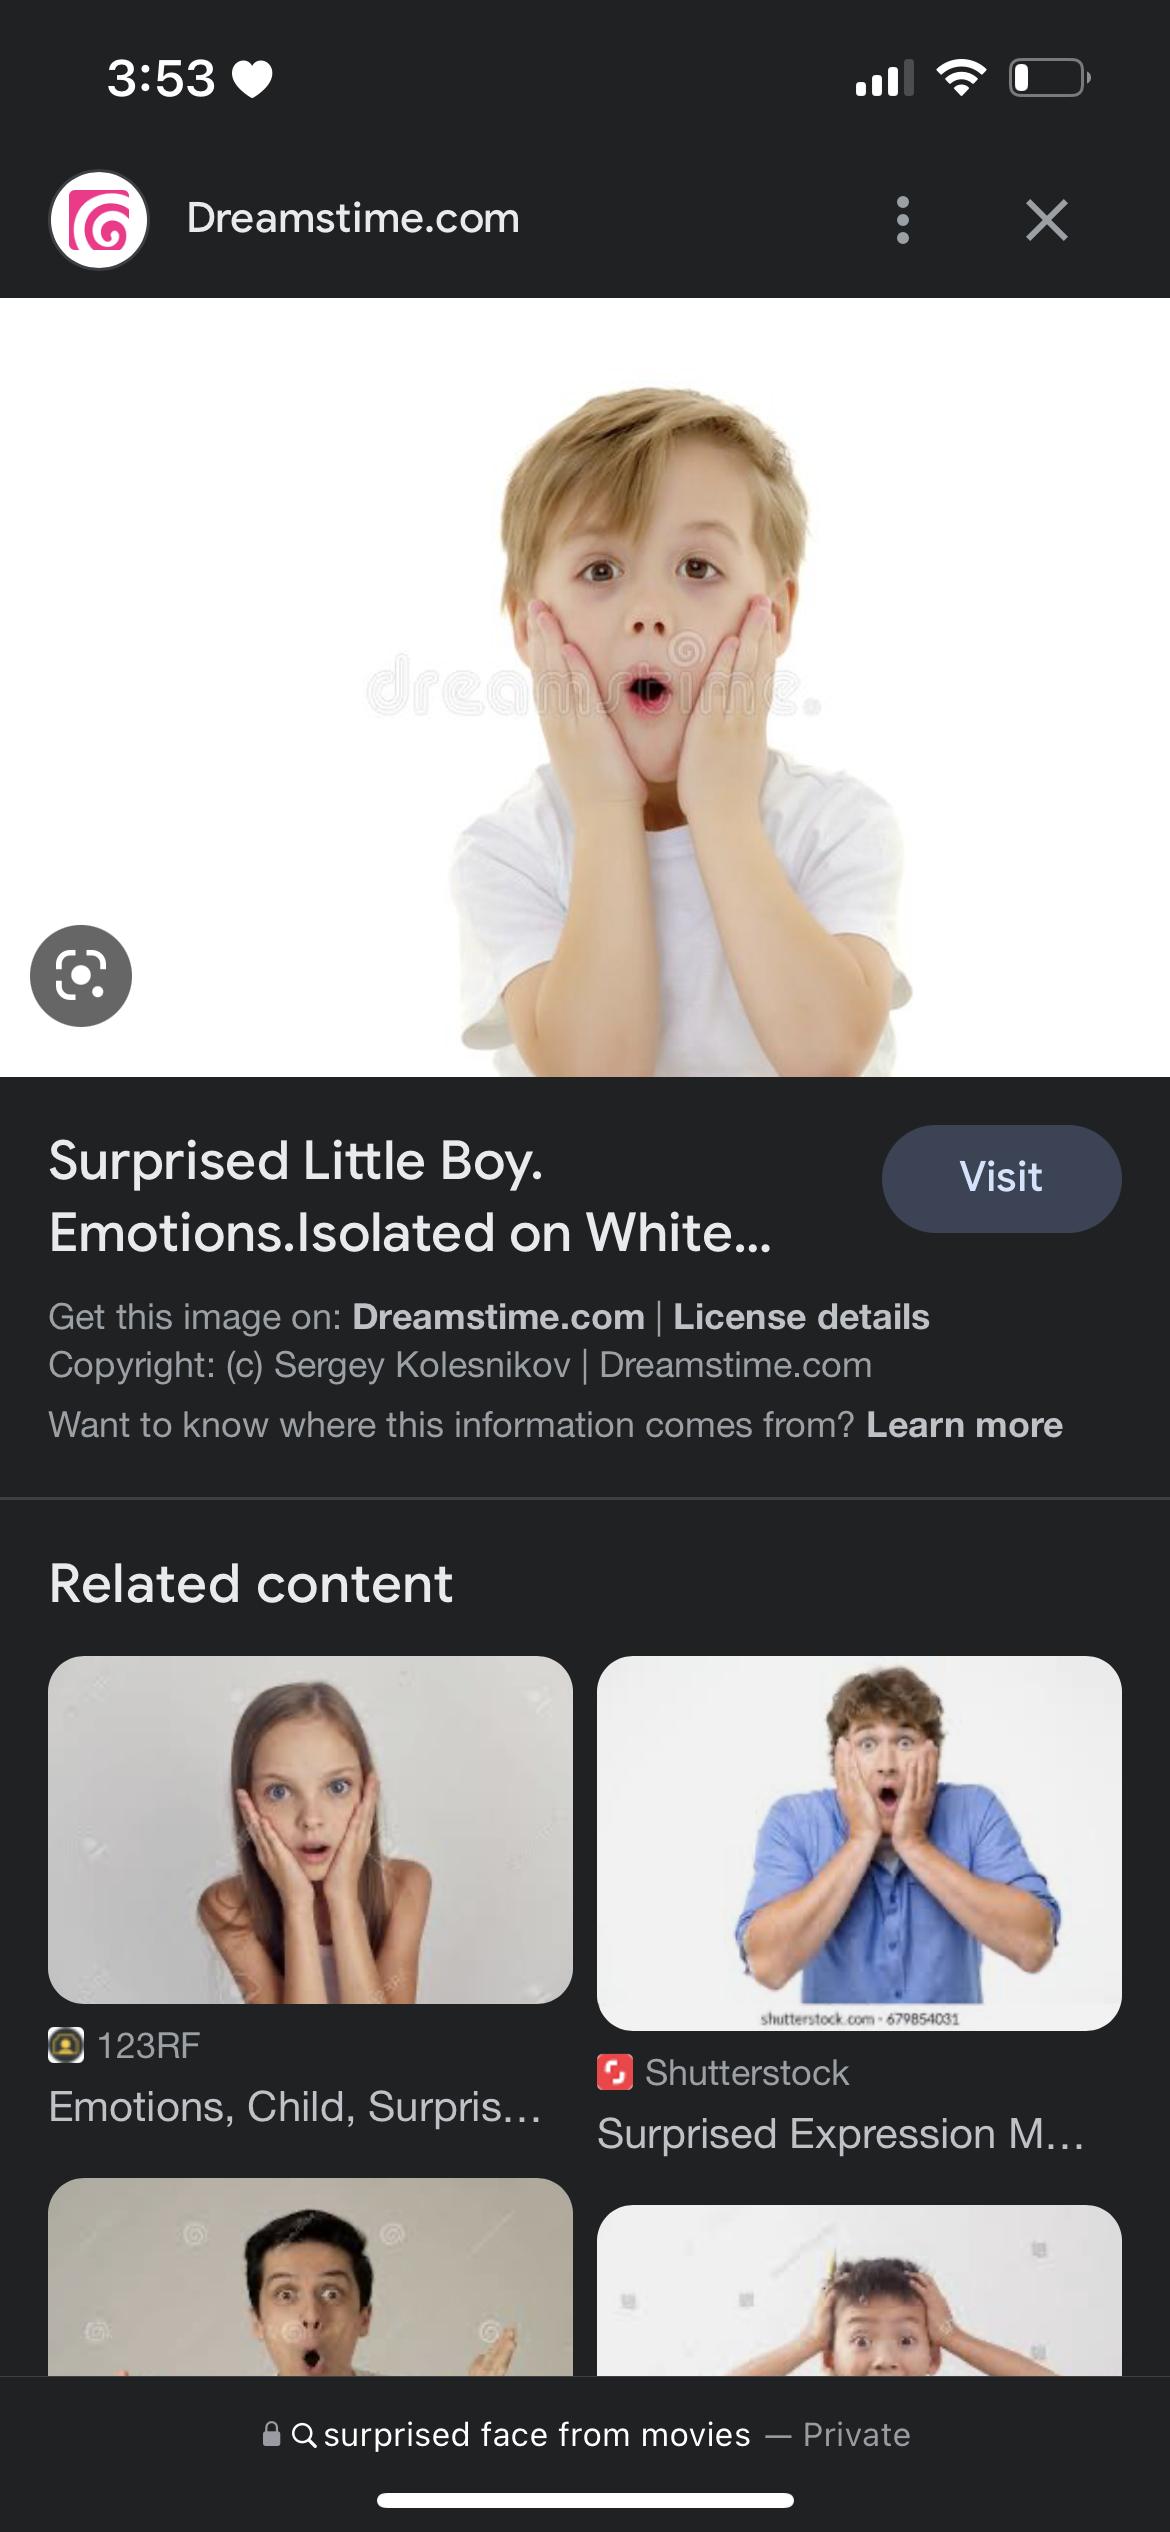 3:53
Dreamstime.com
dreamstime.
Surprised Little Boy.
Emotions.Isolated on White...
Visit
Get this image on: Dreamstime.com | License details
Copyright: (c) Sergey Kolesnikov | Dreamstime.com
Want to know where this information comes from? Learn more
Related content
shutterstock.com · 679854031
123RF
Emotions, Child, Surpris...
Shutterstock
Surprised Expression M...
surprised face from movies — Private